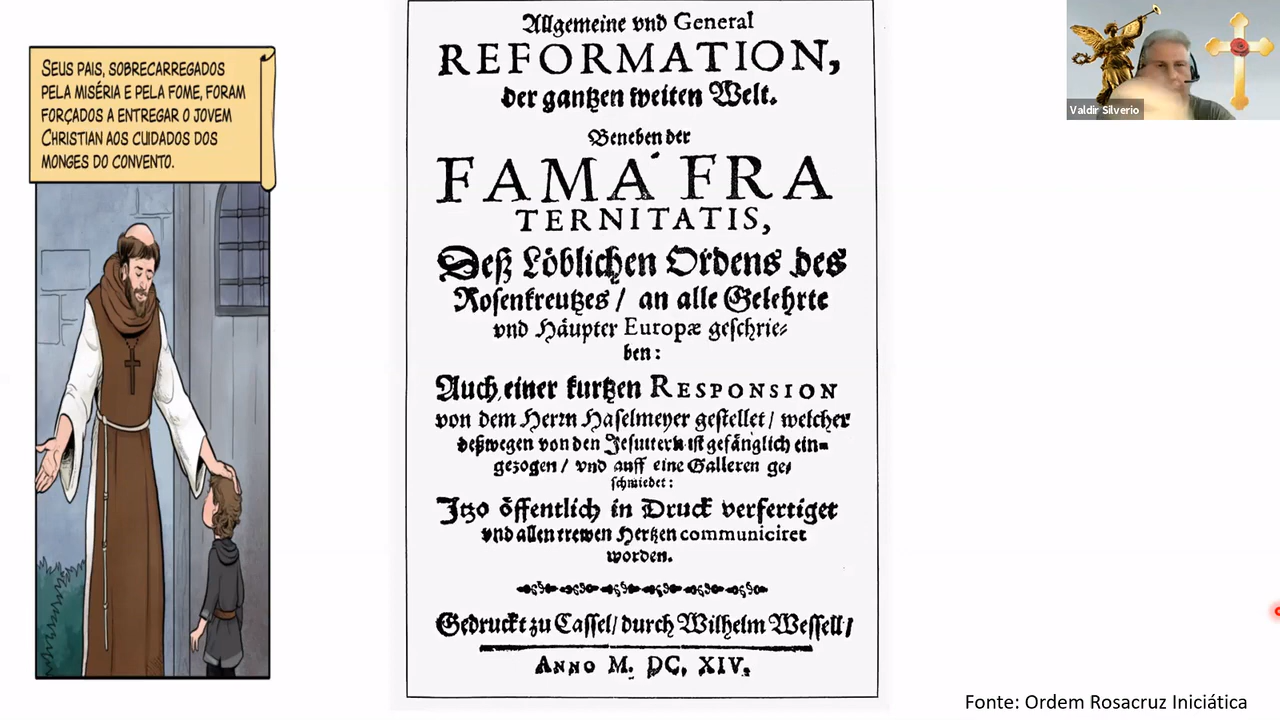 SEUS PAIS, SOBRECARREGADOS
PELA MISÉRIA E PELA FOME, FORAM
FORÇADOS A ENTREGAR O JOVEM
CHRISTIAN AOS CUIDADOS DOS
MONGES DO CONVENTO.
Allgemeine vnd General
REFORMATION,
der gantzen weiten Welt.
Beneben der
FAMA FRA
TERNITATIS,
Deß Löblichen Ordens des
Rosenkreutzes / an alle Gelehrte
vnd Häupter Europæ geschrie-
ben:
Auch einer kurtzen RESPONSION
von dem Herrn Haselmeyer gestellet / welcher
deßwegen von den Jesuitern ist gefänglich ein-
gezogen / vnd auff eine Galleren ge-
schmiedet:
Jtzo öffentlich in Druck verfertiget
vnd allen trewen Hertzen communiciret
worden.
Gedruckt zu Cassel / durch Wilhelm Wessell /
ANNO M. DC. XIV.
Valdir Silverio
Fonte: Ordem Rosacruz Iniciática